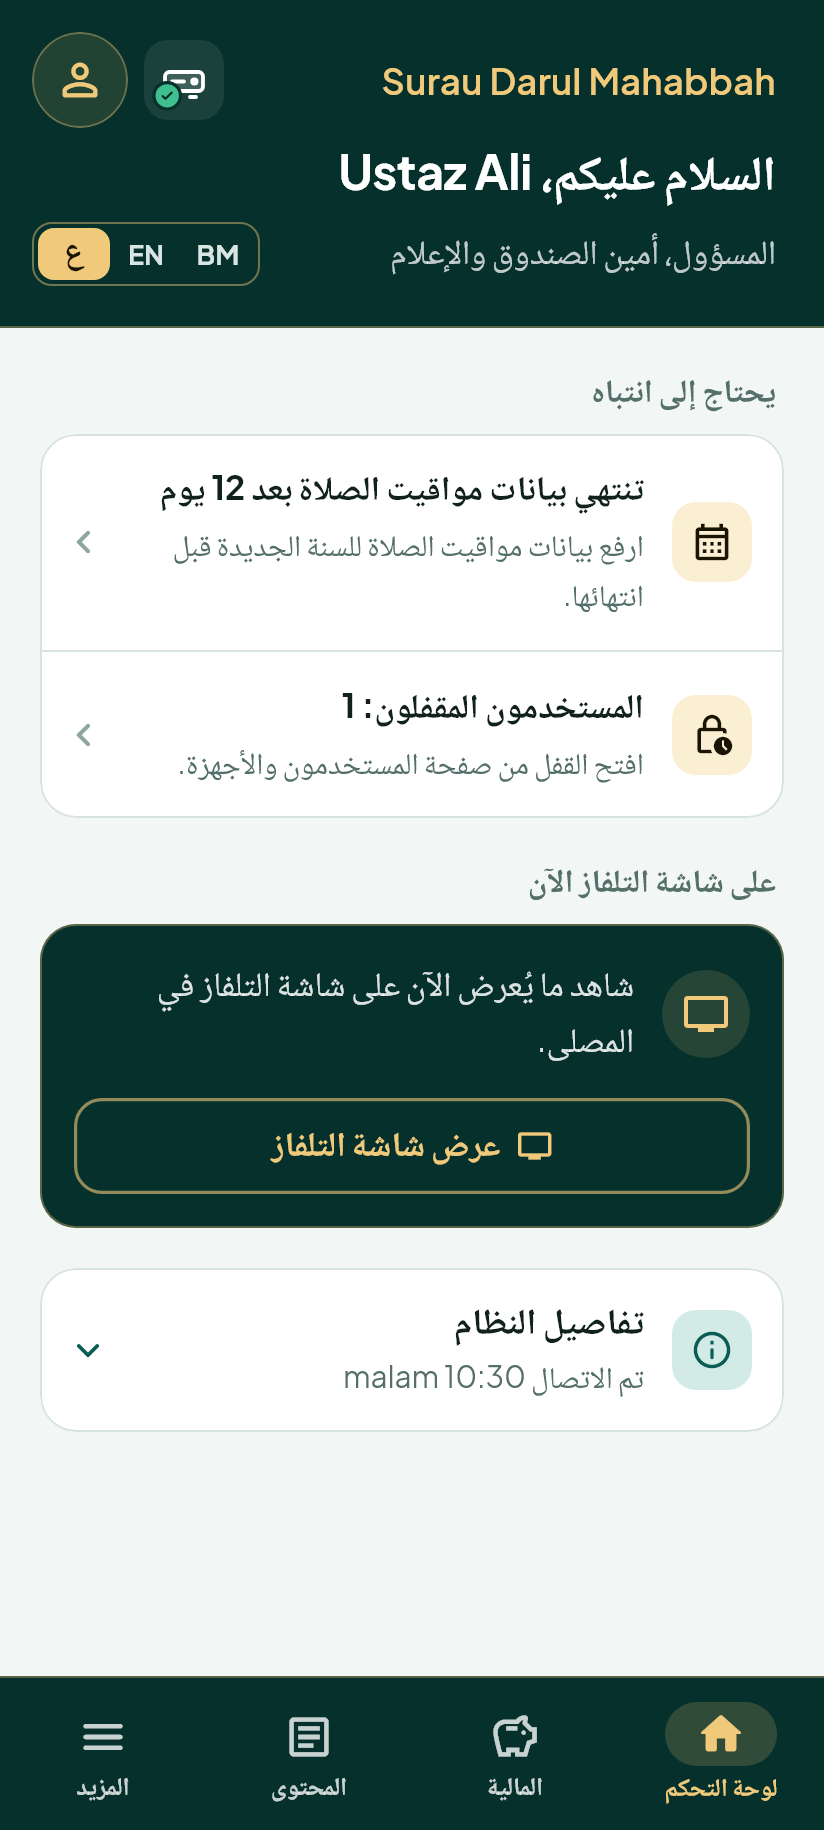 Surau Darul Mahabbah
السلام عليكم، Ustaz Ali
المسؤول، أمين الصندوق والإعلام
ع EN BM
يحتاج إلى انتباه
تنتهي بيانات مواقيت الصلاة بعد 12 يوم
ارفع بيانات مواقيت الصلاة للسنة الجديدة قبل
انتهائها.
المستخدمون المقفلون: 1
افتح القفل من صفحة المستخدمون والأجهزة.
على شاشة التلفاز الآن
شاهد ما يُعرض الآن على شاشة التلفاز في
المصلى.
عرض شاشة التلفاز
تفاصيل النظام
تم الاتصال 10:30 malam
لوحة التحكم
المالية
المحتوى
المزيد